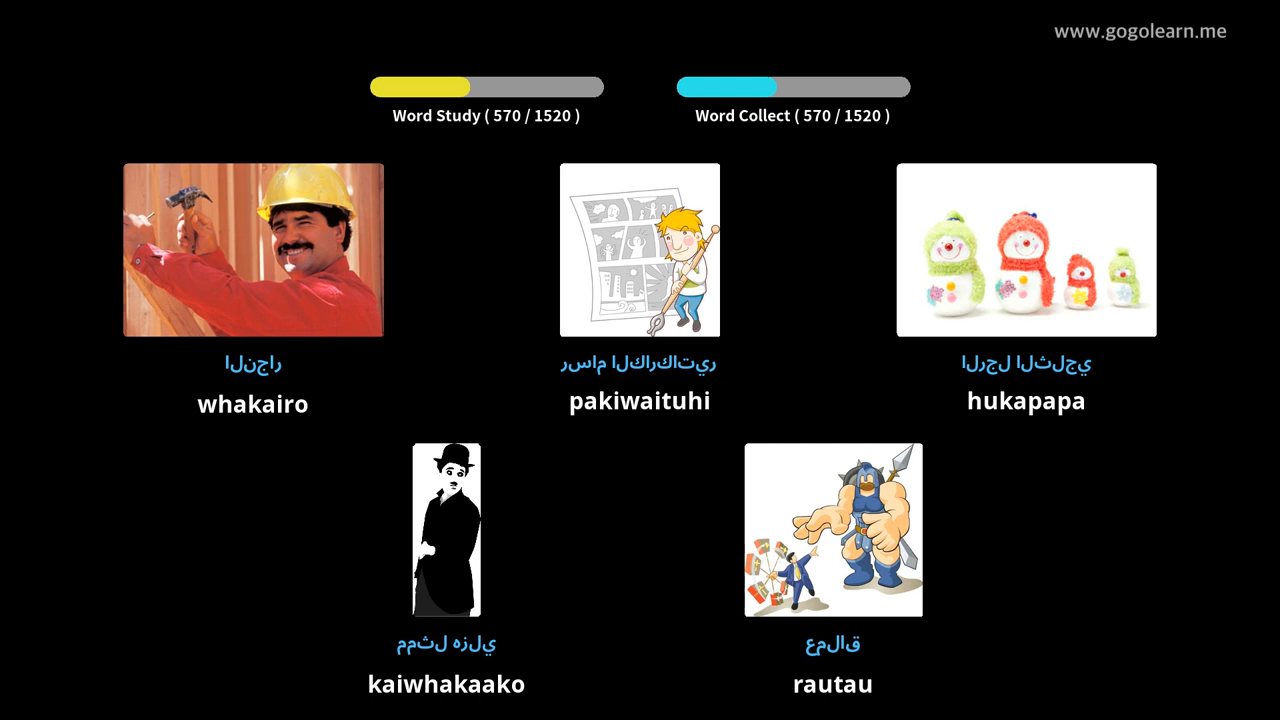 www.gogolearn.me
Word Study ( 570 / 1520 )
Word Collect ( 570 / 1520 )
النجار
whakairo
رسام الكاركاتير
pakiwaituhi
الرجل الثلجي
hukapapa
ممثل هزلي
kaiwhakaako
عملاق
rautau